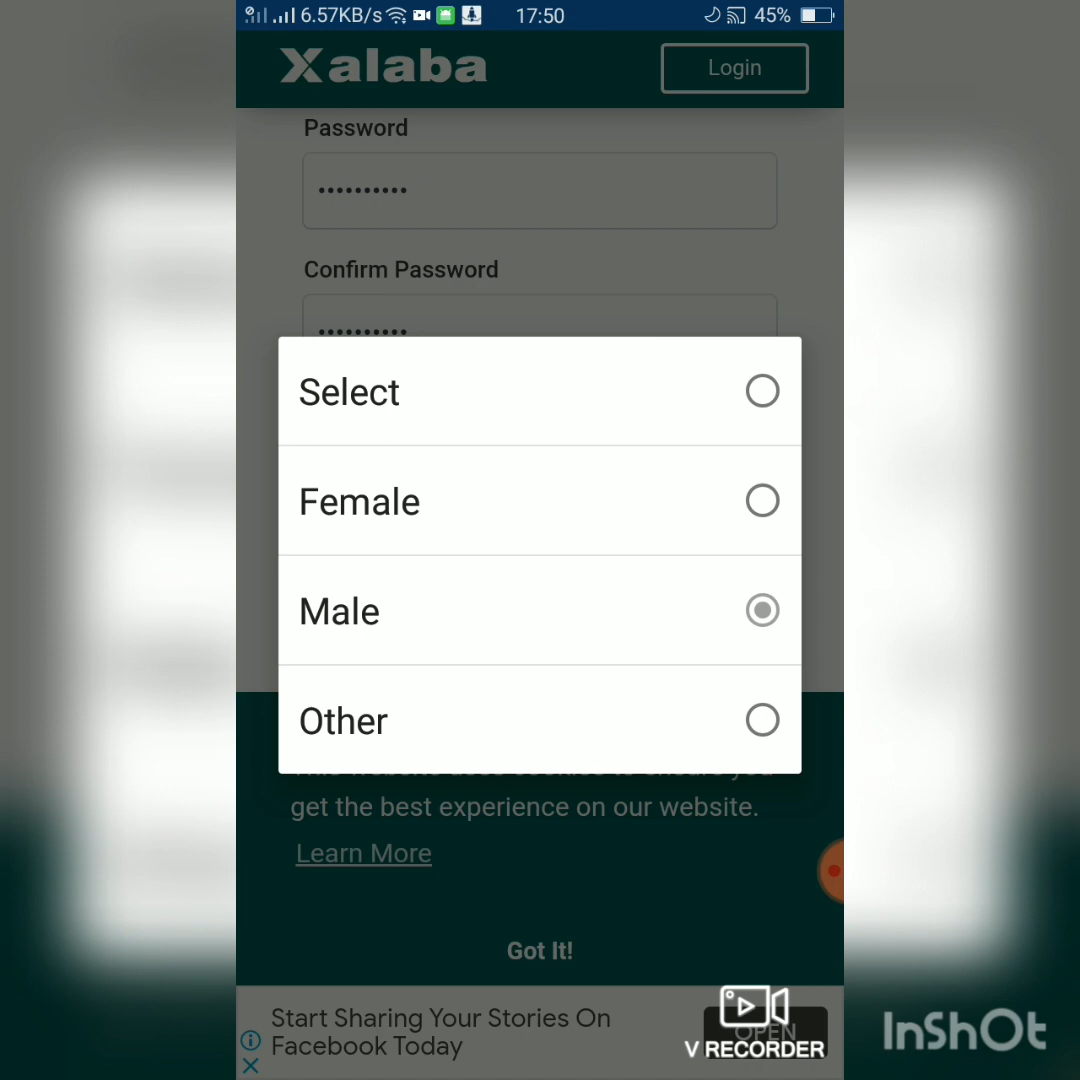 6.57KB/s 17:50 45%
Xalaba
Login
Password
••••••••••
Confirm Password
••••••••••
Select
Female
Male
Other
get the best experience on our website.
Learn More
Got It!
Start Sharing Your Stories On
Facebook Today
OPEN
V RECORDER
InShOt